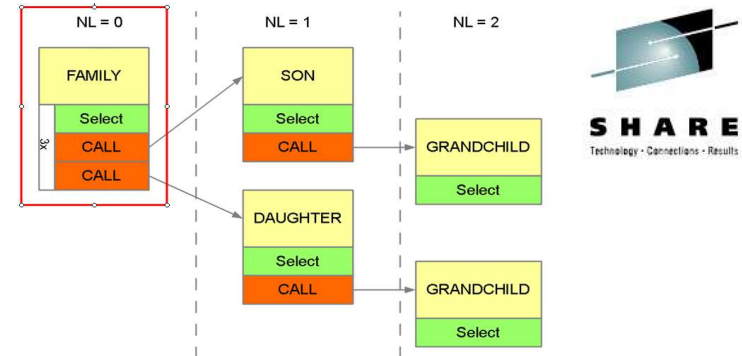 NL = 0
NL = 1
NL = 2
FAMILY
Select
CALL
CALL
3x
SON
Select
CALL
DAUGHTER
Select
CALL
GRANDCHILD
Select
GRANDCHILD
Select
SHARE
Technology · Connections · Results